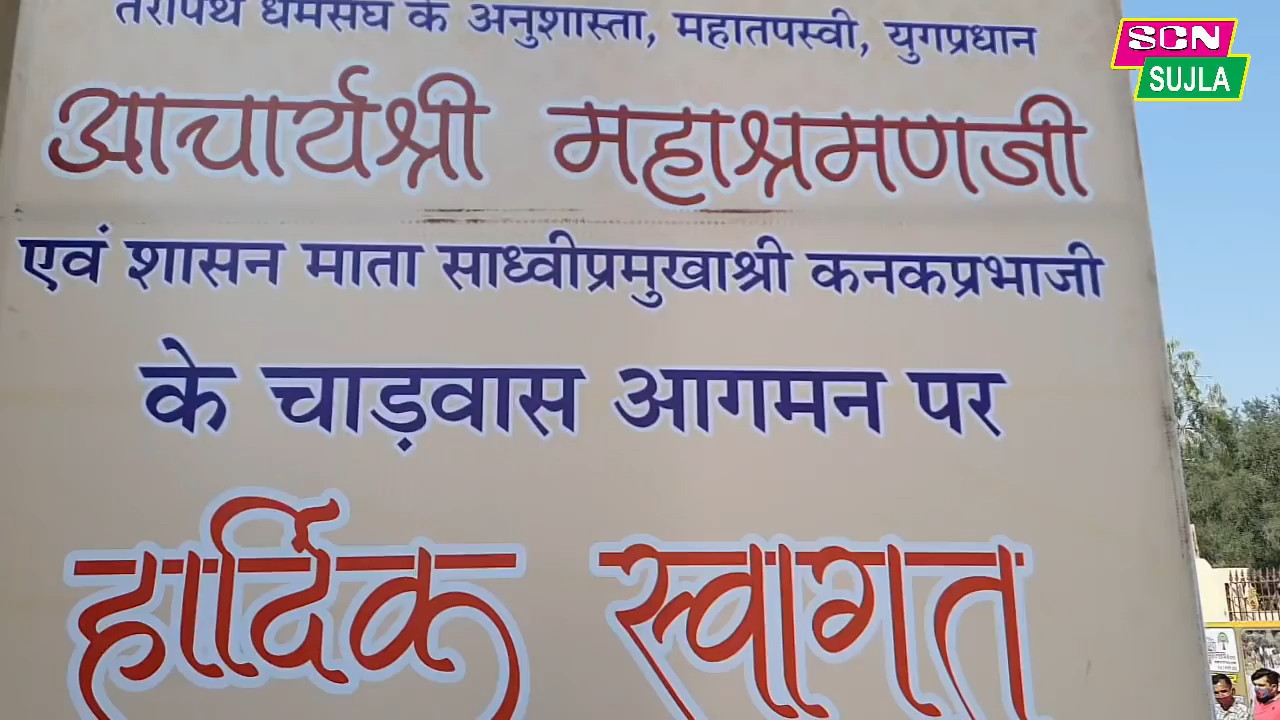 तेरापंथ धर्मसंघ के अनुशास्ता, महातपस्वी, युगप्रधान
आचार्यश्री महाश्रमणजी
एवं शासन माता साध्वीप्रमुखाश्री कनकप्रभाजी
के चाड़वास आगमन पर
हार्दिक स्वागत
SCN
SUJLA